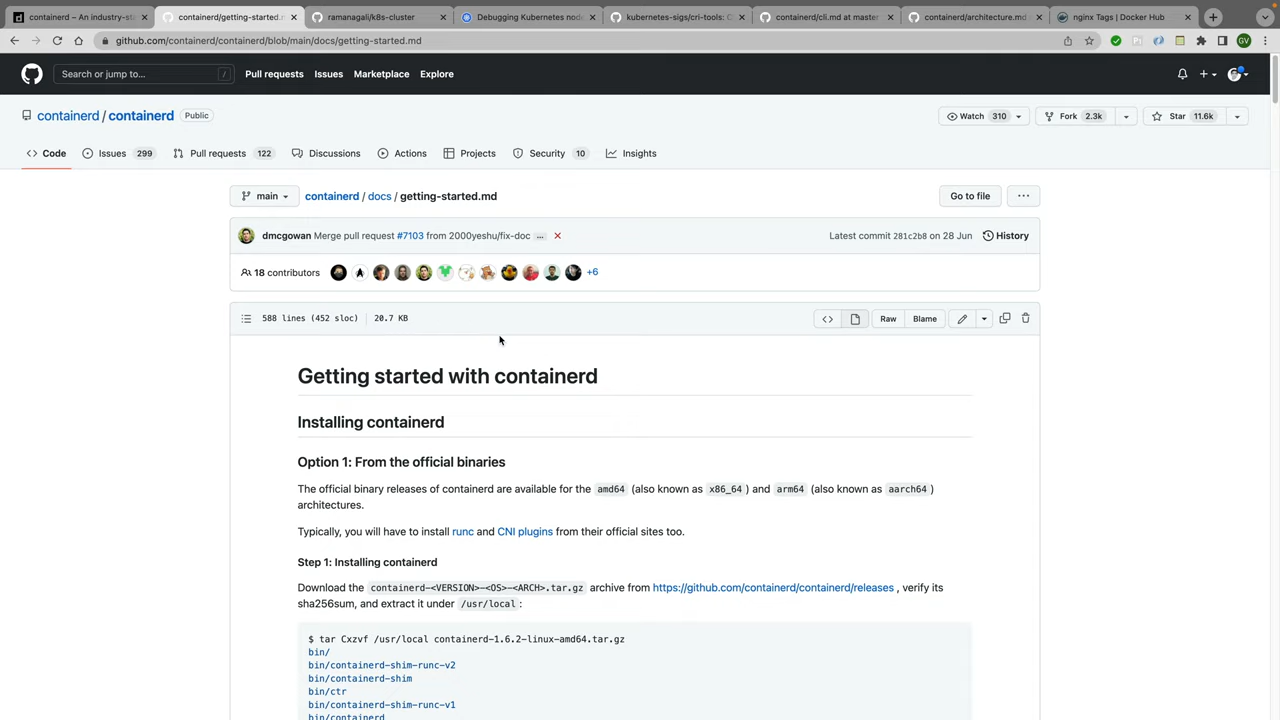 containerd – An industry-sta
containerd/getting-started.m
ramanagali/k8s-cluster
Debugging Kubernetes node
kubernetes-sigs/cri-tools: C
containerd/cli.md at master
containerd/architecture.md
nginx Tags | Docker Hub
github.com/containerd/containerd/blob/main/docs/getting-started.md
GV
Search or jump to...
/
Pull requests
Issues
Marketplace
Explore
containerd / containerd
Public
Watch 310
Fork 2.3k
Star 11.6k
Code
Issues 299
Pull requests 122
Discussions
Actions
Projects
Security 10
Insights
main
containerd / docs / getting-started.md
Go to file
...
dmcgowan Merge pull request #7103 from 2000yeshu/fix-doc ...
Latest commit 281c2b8 on 28 Jun
History
18 contributors
+6
588 lines (452 sloc) | 20.7 KB
Raw
Blame
Getting started with containerd
Installing containerd
Option 1: From the official binaries
The official binary releases of containerd are available for the amd64 (also known as x86_64 ) and arm64 (also known as aarch64 )
architectures.
Typically, you will have to install runc and CNI plugins from their official sites too.
Step 1: Installing containerd
Download the containerd-<VERSION>-<OS>-<ARCH>.tar.gz archive from https://github.com/containerd/containerd/releases , verify its
sha256sum, and extract it under /usr/local :
$ tar Cxzvf /usr/local containerd-1.6.2-linux-amd64.tar.gz
bin/
bin/containerd-shim-runc-v2
bin/containerd-shim
bin/ctr
bin/containerd-shim-runc-v1
bin/containerd